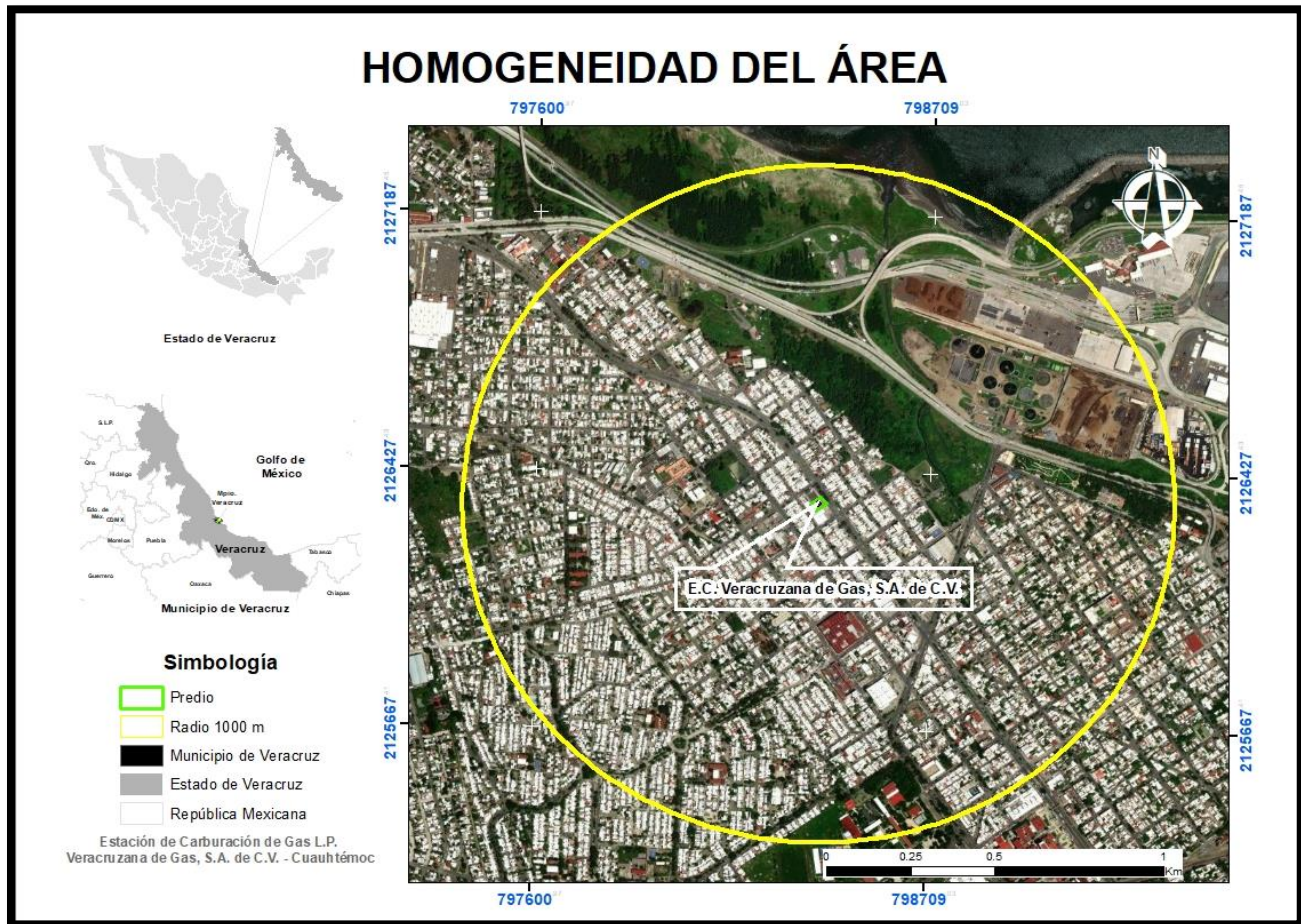 HOMOGENEIDAD DEL ÁREA
797600
798709
2127187
2127187
2126427
2126427
2125667
2125667
N
Estado de Veracruz
S.L.P.
Qro.
Hidalgo
Golfo de
México
Mpio.
Veracruz
Edo. de
Méx.
CDMX
Morelos
Puebla
Veracruz
Tabasco
Guerrero
Oaxaca
Chiapas
Municipio de Veracruz
E.C. Veracruzana de Gas, S.A. de C.V.
Simbología
Predio
Radio 1000 m
Municipio de Veracruz
Estado de Veracruz
República Mexicana
Estación de Carburación de Gas L.P.
Veracruzana de Gas, S.A. de C.V. - Cuauhtémoc
0 0.25 0.5 1
Km
797600
798709